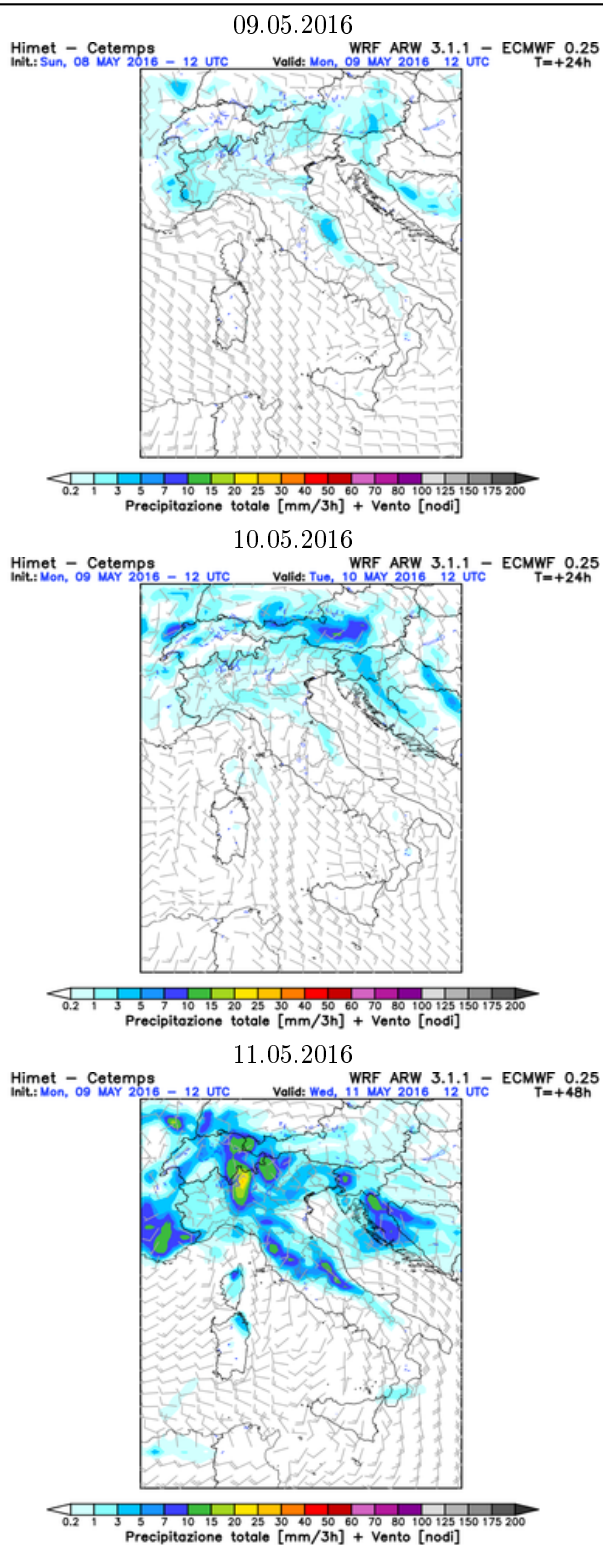 09.05.2016
Himet – Cetemps WRF ARW 3.1.1 – ECMWF 0.25
Init.: Sun, 08 MAY 2016 – 12 UTC Valid: Mon, 09 MAY 2016 12 UTC T=+24h
0.2 1 3 5 7 10 15 20 25 30 40 50 60 70 80 100 125 150 175 200
Precipitazione totale [mm/3h] + Vento [nodi]
10.05.2016
Himet – Cetemps WRF ARW 3.1.1 – ECMWF 0.25
Init.: Mon, 09 MAY 2016 – 12 UTC Valid: Tue, 10 MAY 2016 12 UTC T=+24h
0.2 1 3 5 7 10 15 20 25 30 40 50 60 70 80 100 125 150 175 200
Precipitazione totale [mm/3h] + Vento [nodi]
11.05.2016
Himet – Cetemps WRF ARW 3.1.1 – ECMWF 0.25
Init.: Mon, 09 MAY 2016 – 12 UTC Valid: Wed, 11 MAY 2016 12 UTC T=+48h
0.2 1 3 5 7 10 15 20 25 30 40 50 60 70 80 100 125 150 175 200
Precipitazione totale [mm/3h] + Vento [nodi]